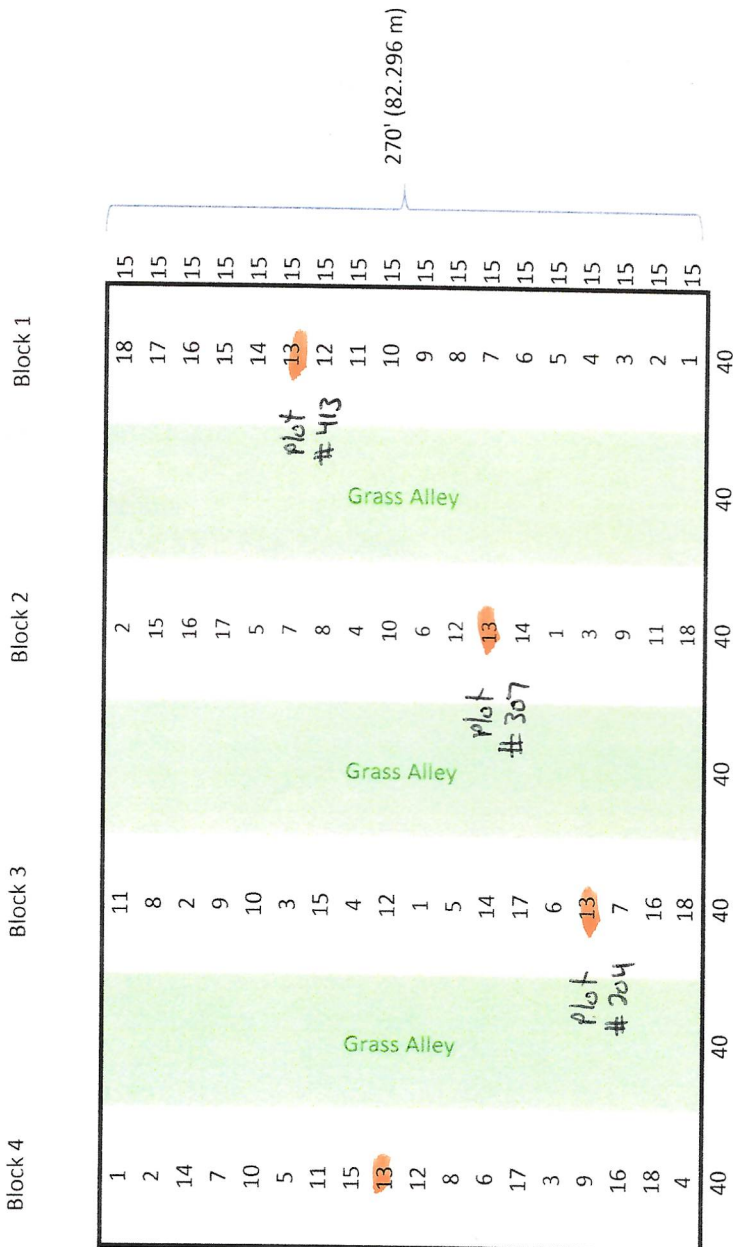 Block 4 Block 3 Block 2 Block 1
1 11 2 18 15
2 8 15 17 15
14 2 16 16 15
7 9 17 15 15
10 10 5 14 15
5 3 7 13 15
Plot
#413
11 15 8 12 15
15 4 4 11 15
Grass Alley Grass Alley Grass Alley
13 12 10 10 15
270' (82.296 m)
12 1 6 9 15
8 5 12 8 15
6 14 13 7 15
Plot
#307
17 17 14 6 15
3 6 1 5 15
9 13 3 4 15
Plot
#204
16 7 9 3 15
18 16 11 2 15
4 18 18 1 15
40 40 40 40 40 40 40